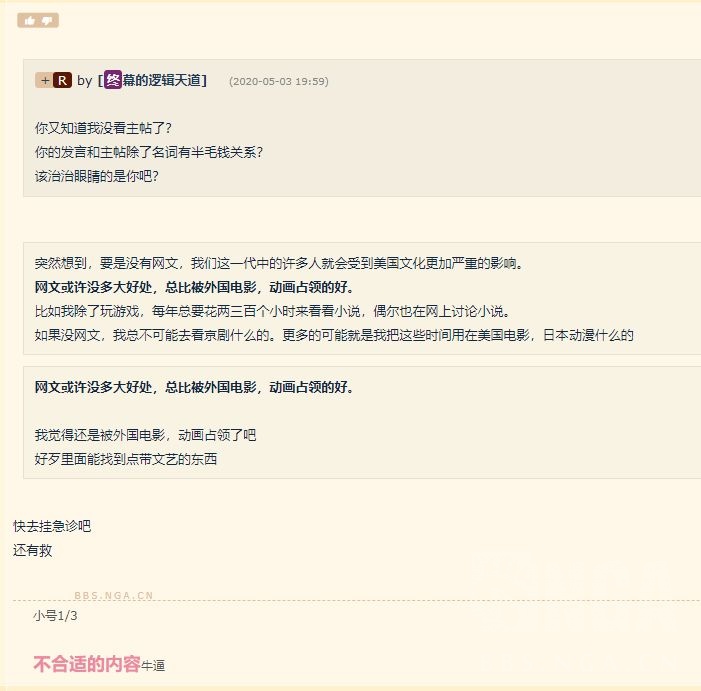 + R by [终幕的逻辑天道] (2020-05-03 19:59)
你又知道我没看主帖了?
你的发言和主帖除了名词有半毛钱关系?
该治治眼睛的是你吧?
突然想到，要是没有网文，我们这一代中的许多人就会受到美国文化更加严重的影响。
网文或许没多大好处，总比被外国电影，动画占领的好。
比如我除了玩游戏，每年总要花两三百个小时来看看小说，偶尔也在网上讨论小说。
如果没网文，我总不可能去看京剧什么的。更多的可能就是我把这些时间用在美国电影，日本动漫什么的
网文或许没多大好处，总比被外国电影，动画占领的好。
我觉得还是被外国电影，动画占领了吧
好歹里面能找到点带文艺的东西
快去挂急诊吧
还有救
BBS.NGA.CN
小号1/3
不合适的内容牛逼